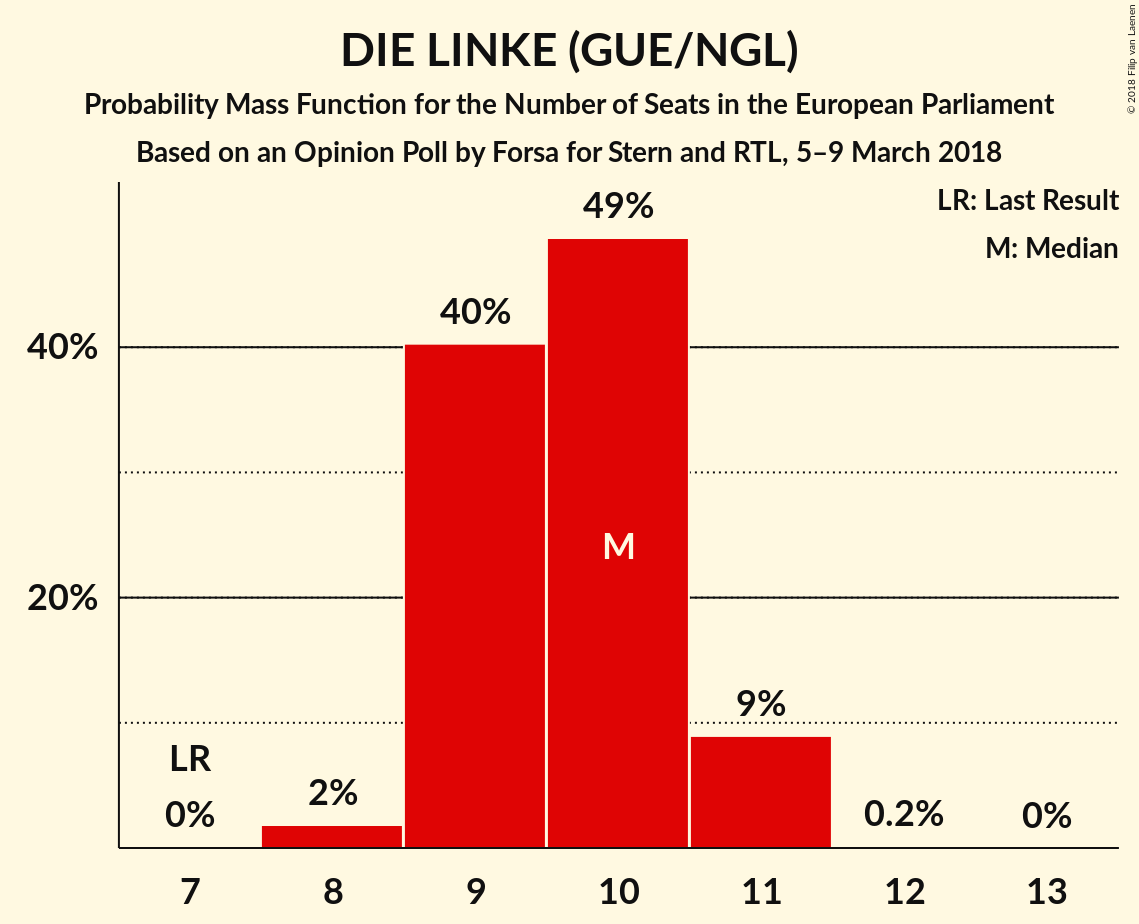 DIE LINKE (GUE/NGL)
Probability Mass Function for the Number of Seats in the European Parliament
Based on an Opinion Poll by Forsa for Stern and RTL, 5–9 March 2018
© 2018 Filip van Laenen
LR: Last Result
M: Median
49%
40%
40%
M
20%
9%
LR
0%
2%
0.2%
0%
7 8 9 10 11 12 13